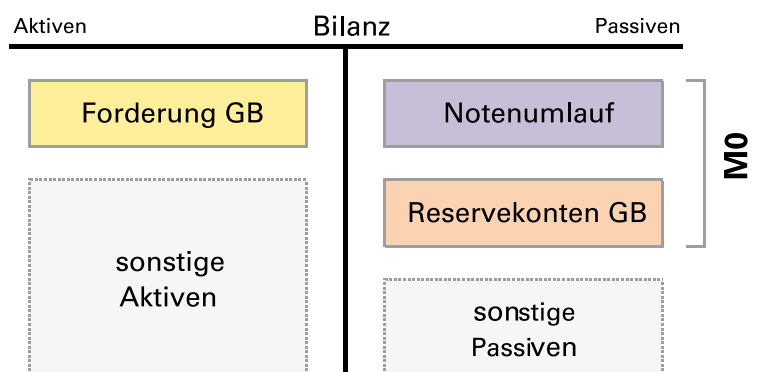 Aktiven Bilanz Passiven
Forderung GB
Notenumlauf
Reservekonten GB
M0
sonstige
Aktiven
sonstige
Passiven